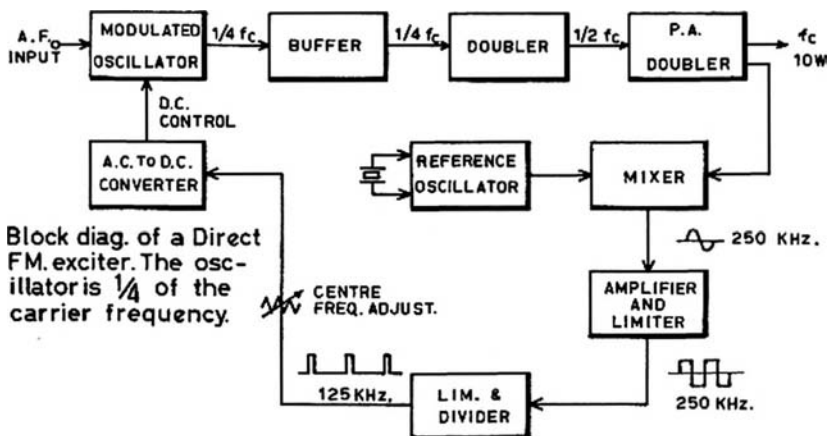 A.F.
INPUT
MODULATED
OSCILLATOR
1/4 fc
BUFFER
1/4 fc
DOUBLER
1/2 fc
P.A.
DOUBLER
fc
10W
D.C.
CONTROL
A.C. TO D.C.
CONVERTER
REFERENCE
OSCILLATOR
MIXER
250 KHZ.
Block diag. of a Direct
FM. exciter. The osc-
illator is 1/4 of the
carrier frequency.
CENTRE
FREQ. ADJUST.
AMPLIFIER
AND
LIMITER
125 KHZ.
LIM. &
DIVIDER
250 KHZ.